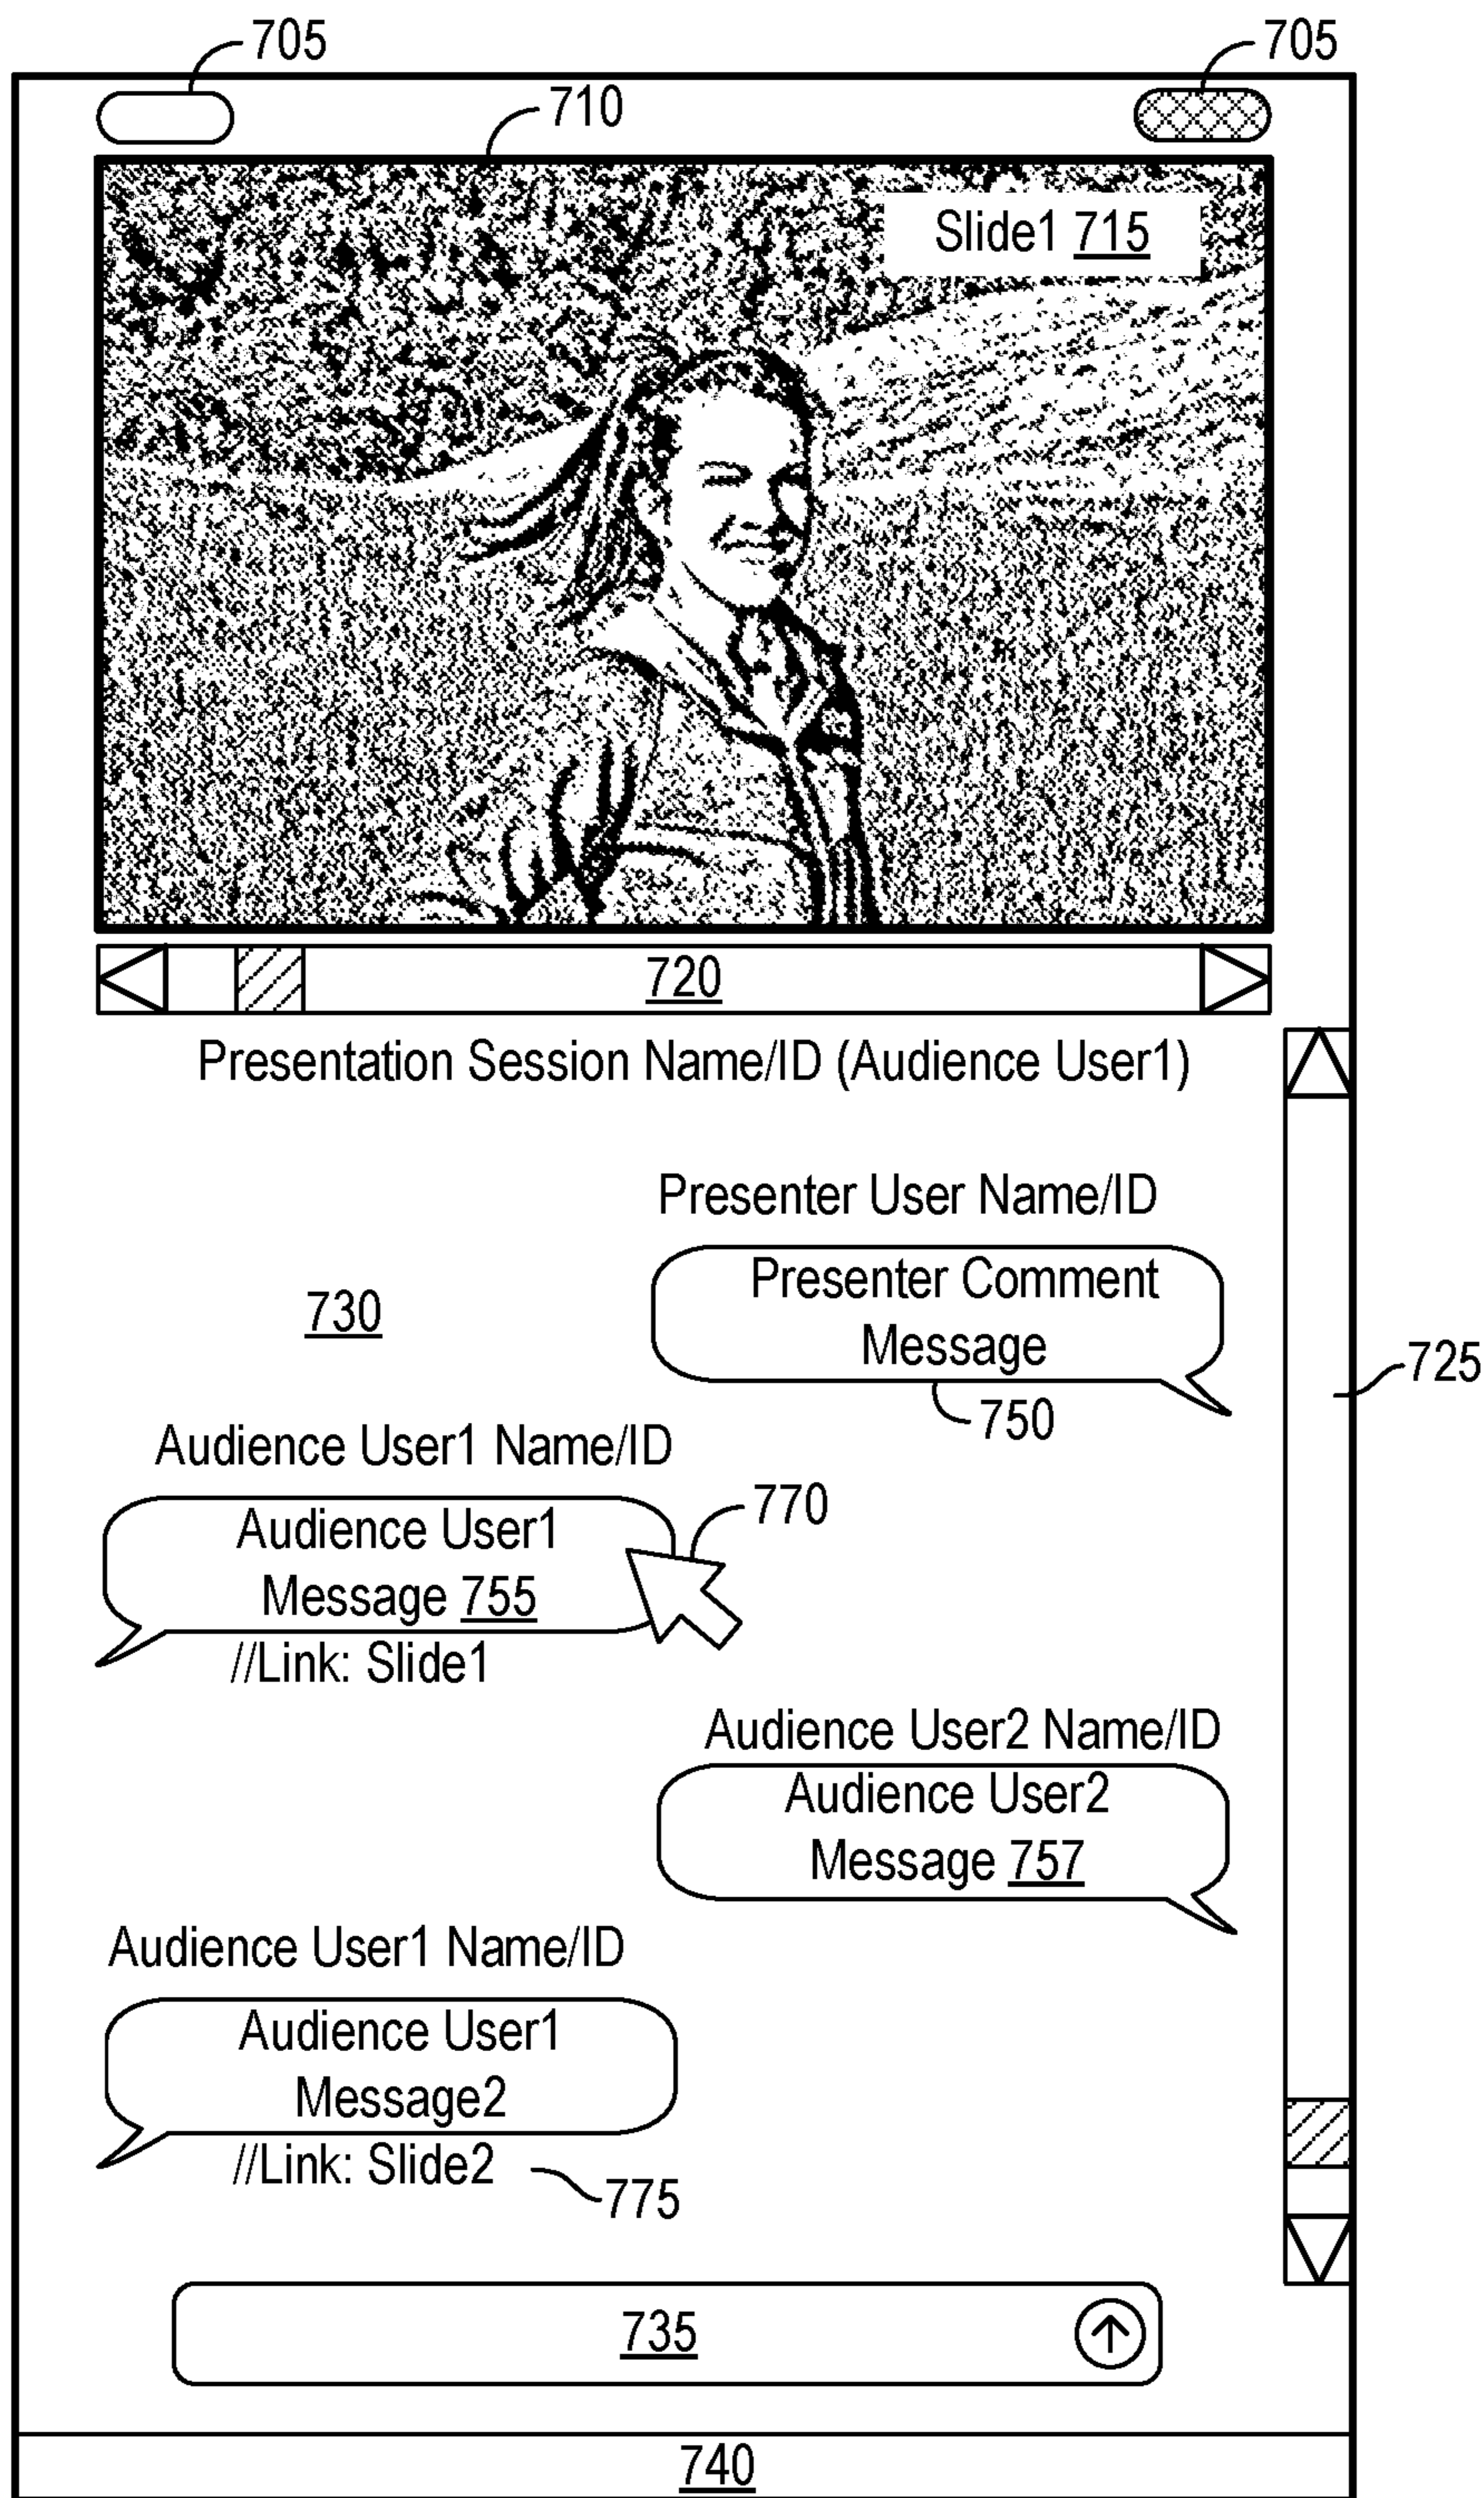 705
705
710
Slide1 715
720
Presentation Session Name/ID (Audience User1)
Presenter User Name/ID
Presenter Comment
Message
730
725
750
Audience User1 Name/ID
770
Audience User1
Message 755
//Link: Slide1
Audience User2 Name/ID
Audience User2
Message 757
Audience User1 Name/ID
Audience User1
Message2
//Link: Slide2
775
735
740